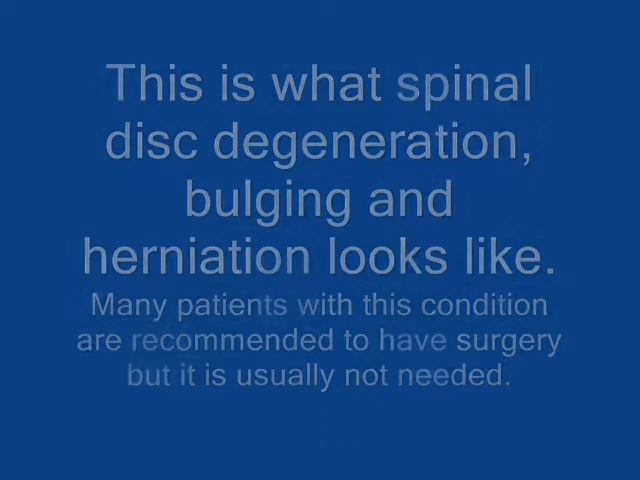 This is what spinal
disc degeneration,
bulging and
herniation looks like.
Many patients with this condition
are recommended to have surgery
but it is usually not needed.